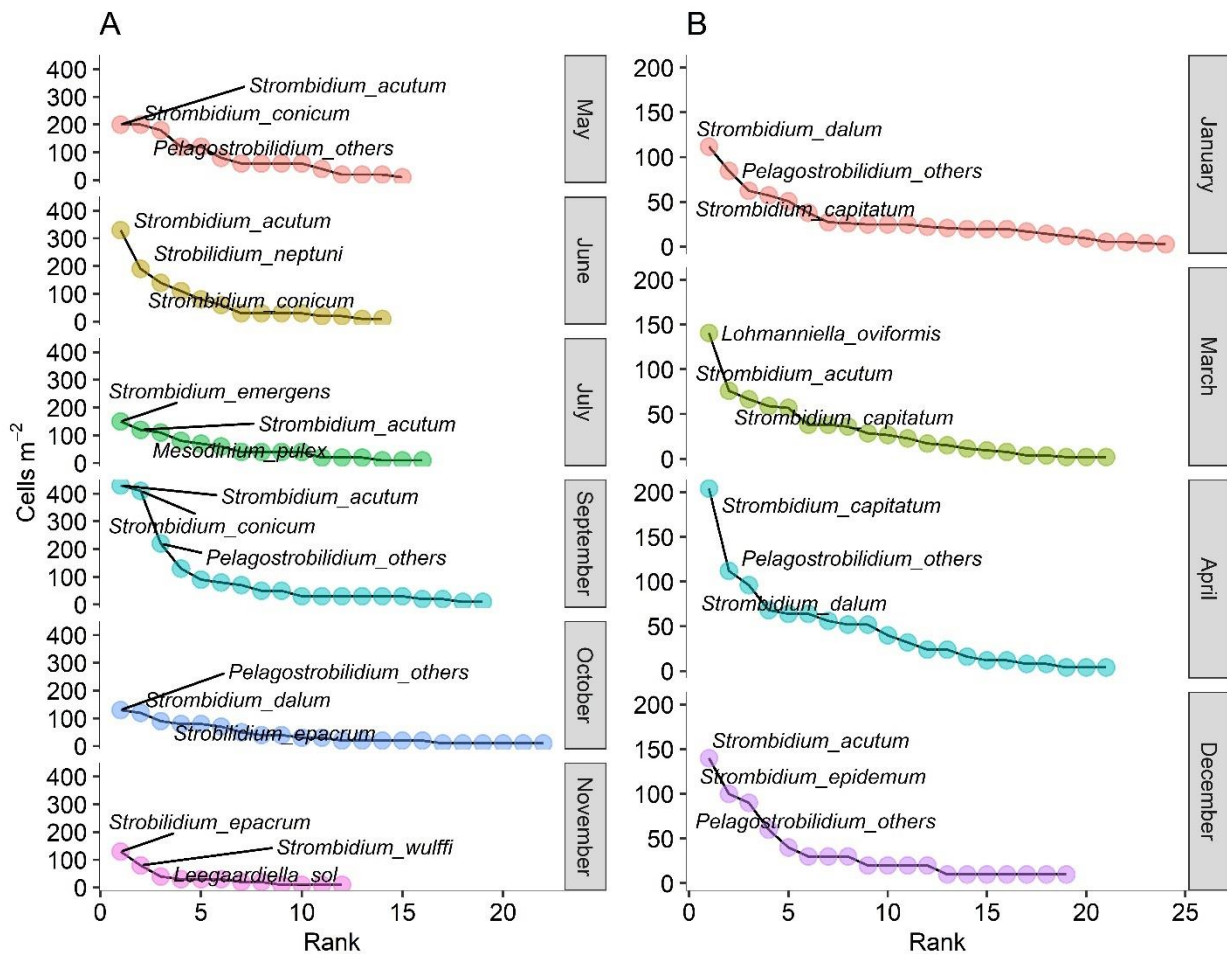 A
B
Cells m⁻²
400
300
200
100
0
Strombidium_acutum
Strombidium_conicum
Pelagostrobilidium_others
May
400
300
200
100
0
Strombidium_acutum
Strobilidium_neptuni
Strombidium_conicum
June
400
300
200
100
0
Strombidium_emergens
Strombidium_acutum
Mesodinium_pulex
July
400
300
200
100
0
Strombidium_acutum
Strombidium_conicum
Pelagostrobilidium_others
September
400
300
200
100
0
Pelagostrobilidium_others
Strombidium_dalum
Strobilidium_epacrum
October
400
300
200
100
0
Strobilidium_epacrum
Strombidium_wulffi
Leegaardiella_sol
November
0 5 10 15 20
Rank
200
150
100
50
0
Strombidium_dalum
Pelagostrobilidium_others
Strombidium_capitatum
January
200
150
100
50
0
Lohmanniella_oviformis
Strombidium_acutum
Strombidium_capitatum
March
200
150
100
50
0
Strombidium_capitatum
Pelagostrobilidium_others
Strombidium_dalum
April
200
150
100
50
0
Strombidium_acutum
Strombidium_epidemum
Pelagostrobilidium_others
December
0 5 10 15 20 25
Rank